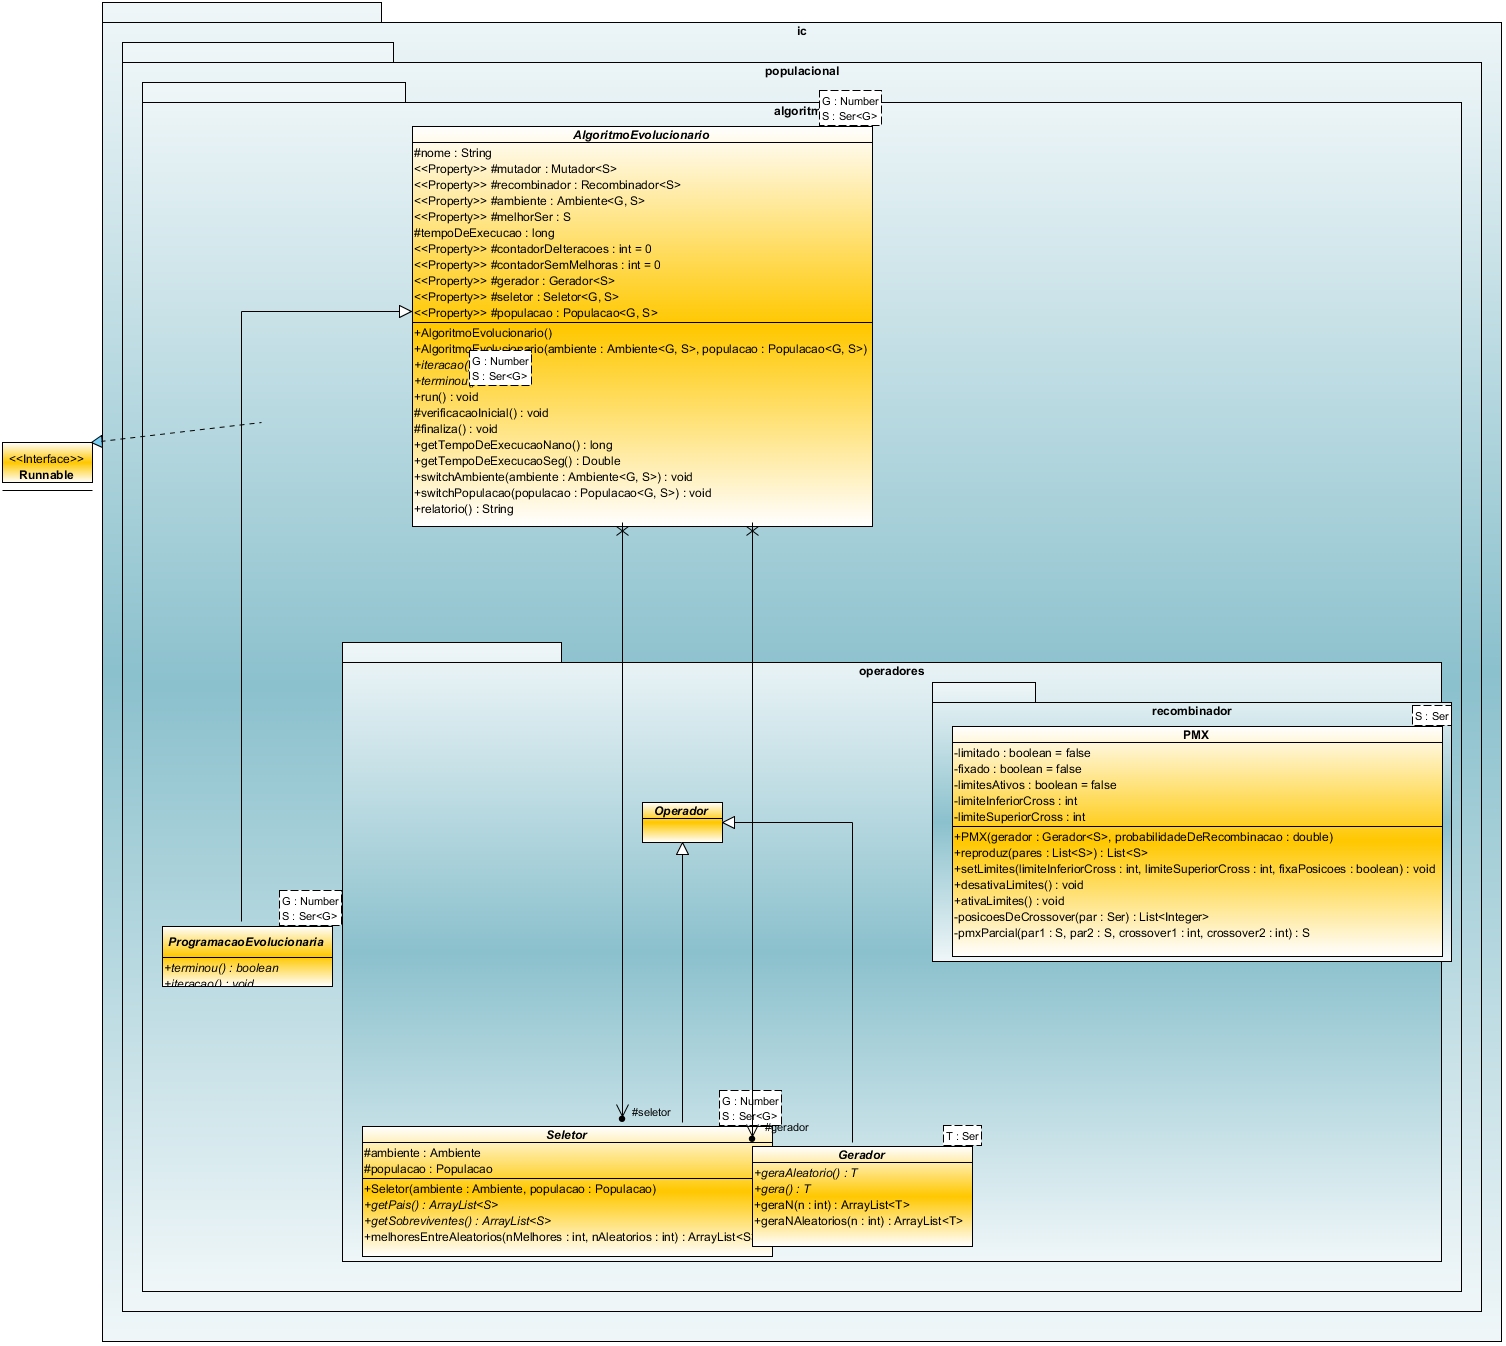 ic
populacional
algoritm
G : Number
S : Ser<G>
AlgoritmoEvolucionario
#nome : String
<<Property>> #mutador : Mutador<S>
<<Property>> #recombinador : Recombinador<S>
<<Property>> #ambiente : Ambiente<G, S>
<<Property>> #melhorSer : S
#tempoDeExecucao : long
<<Property>> #contadorDeIteracoes : int = 0
<<Property>> #contadorSemMelhoras : int = 0
<<Property>> #gerador : Gerador<S>
<<Property>> #seletor : Seletor<G, S>
<<Property>> #populacao : Populacao<G, S>
+AlgoritmoEvolucionario()
+AlgoritmoEvolucionario(ambiente : Ambiente<G, S>, populacao : Populacao<G, S>)
+iteracao(
+terminou(
G : Number
S : Ser<G>
+run() : void
#verificacaoInicial() : void
#finaliza() : void
+getTempoDeExecucaoNano() : long
+getTempoDeExecucaoSeg() : Double
+switchAmbiente(ambiente : Ambiente<G, S>) : void
+switchPopulacao(populacao : Populacao<G, S>) : void
+relatorio() : String
<<Interface>>
Runnable
operadores
recombinador
S : Ser
PMX
-limitado : boolean = false
-fixado : boolean = false
-limitesAtivos : boolean = false
-limiteInferiorCross : int
-limiteSuperiorCross : int
+PMX(gerador : Gerador<S>, probabilidadeDeRecombinacao : double)
+reproduz(pares : List<S>) : List<S>
+setLimites(limiteInferiorCross : int, limiteSuperiorCross : int, fixaPosicoes : boolean) : void
+desativaLimites() : void
+ativaLimites() : void
-posicoesDeCrossover(par : Ser) : List<Integer>
-pmxParcial(par1 : S, par2 : S, crossover1 : int, crossover2 : int) : S
Operador
G : Number
S : Ser<G>
ProgramacaoEvolucionaria
+terminou() : boolean
+iteracao() : void
#seletor
G : Number
S : Ser<G>
#gerador
Seletor
#ambiente : Ambiente
#populacao : Populacao
+Seletor(ambiente : Ambiente, populacao : Populacao)
+getPais() : ArrayList<S>
+getSobreviventes() : ArrayList<S>
+melhoresEntreAleatorios(nMelhores : int, nAleatorios : int) : ArrayList<S
T : Ser
Gerador
+geraAleatorio() : T
+gera() : T
+geraN(n : int) : ArrayList<T>
+geraNAleatorios(n : int) : ArrayList<T>